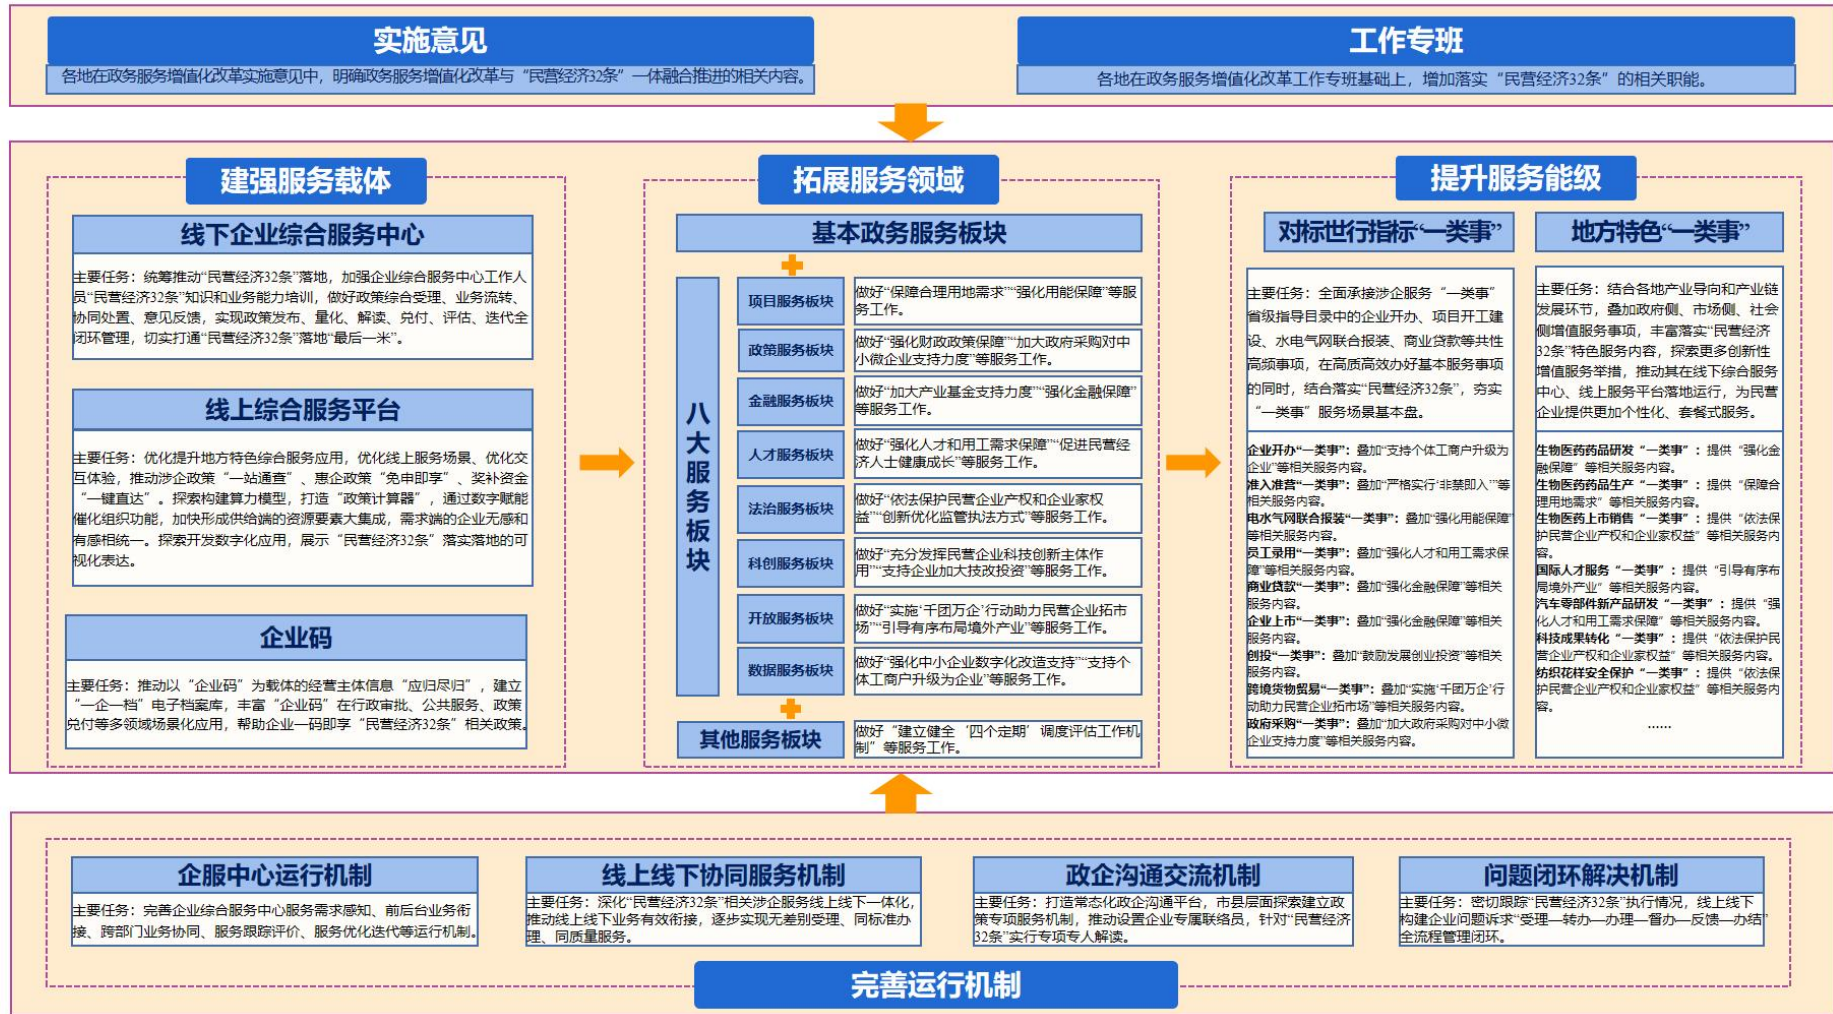 实施意见
各地在政务服务增值化改革实施意见中，明确政务服务增值化改革与“民营经济32条”一体融合推进的相关内容。
工作专班
各地在政务服务增值化改革工作专班基础上，增加落实“民营经济32条”的相关职能。
建强服务载体
线下企业综合服务中心
主要任务：统筹推动“民营经济32条”落地，加强企业综合服务中心工作人
员“民营经济32条”知识和业务能力培训，做好政策综合受理、业务流转、
协同处置、意见反馈，实现政策发布、量化、解读、兑付、评估、迭代全
闭环管理，切实打通“民营经济32条”落地“最后一米”。
线上综合服务平台
主要任务：优化提升地方特色综合服务应用，优化线上服务场景、优化交
互体验，推动涉企政策“一站通查”、惠企政策“免申即享”、奖补资金
“一键直达”。探索构建算力模型，打造“政策计算器”，通过数字赋能
催化组织功能，加快形成供给端的资源要素大集成，需求端的企业无感和
有感相统一。探索开发数字化应用，展示“民营经济32条”落实落地的可
视化表达。
企业码
主要任务：推动以“企业码”为载体的经营主体信息“应归尽归”，建立
“一企一档”电子档案库，丰富“企业码”在行政审批、公共服务、政策
兑付等多领域场景化应用，帮助企业一码即享“民营经济32条”相关政策。
拓展服务领域
基本政务服务板块
八大服务板块
项目服务板块
做好“保障合理用地需求”“强化用能保障”等服
务工作。
政策服务板块
做好“强化财政政策保障”“加大政府采购对中
小微企业支持力度”等服务工作。
金融服务板块
做好“加大产业基金支持力度”“强化金融保障”
等服务工作。
人才服务板块
做好“强化人才和用工需求保障”“促进民营经
济人士健康成长”等服务工作。
法治服务板块
做好“依法保护民营企业产权和企业家权
益”“创新优化监管执法方式”等服务工作。
科创服务板块
做好“充分发挥民营企业科技创新主体作
用”“支持企业加大技改投资”等服务工作。
开放服务板块
做好“实施‘千团万企’行动助力民营企业拓市
场”“引导有序布局境外产业”等服务工作。
数据服务板块
做好“强化中小企业数字化改造支持”“支持个
体工商户升级为企业”等服务工作。
其他服务板块
做好“建立健全‘四个定期’调度评估工作机
制”等服务工作。
提升服务能级
对标世行指标“一类事”
主要任务：全面承接涉企服务“一类事”
省级指导目录中的企业开办、项目开工建
设、水电气网联合报装、商业贷款等共性
高频事项，在高质高效办好基本服务事项
的同时，结合落实“民营经济32条”，夯实
“一类事”服务场景基本盘。
企业开办“一类事”：叠加“支持个体工商户升级为
企业”等相关服务内容。
准入准营“一类事”：叠加“严格实行‘非禁即入’”等
相关服务内容。
电水气网联合报装“一类事”：叠加“强化用能保障”
等相关服务内容。
员工录用“一类事”：叠加“强化人才和用工需求保
障”等相关服务内容。
商业贷款“一类事”：叠加“强化金融保障”等相关
服务内容。
企业上市“一类事”：叠加“强化金融保障”等相关
服务内容。
创投“一类事”：叠加“鼓励发展创业投资”等相关
服务内容。
跨境货物贸易“一类事”：叠加“实施‘千团万企’行
动助力民营企业拓市场”等相关服务内容。
政府采购“一类事”：叠加“加大政府采购对中小微
企业支持力度”等相关服务内容。
地方特色“一类事”
主要任务：结合各地产业导向和产业链
发展环节，叠加政府侧、市场侧、社会
侧增值服务事项，丰富落实“民营经济
32条”特色服务内容，探索更多创新性
增值服务举措，推动其在线下综合服务
中心、线上服务平台落地运行，为民营
企业提供更加个性化、套餐式服务。
生物医药药品研发“一类事”：提供“强化金
融保障”等相关服务内容。
生物医药药品生产“一类事”：提供“保障合
理用地需求”等相关服务内容。
生物医药上市销售“一类事”：提供“依法保
护民营企业产权和企业家权益”等相关服务内
容。
国际人才服务“一类事”：提供“引导有序布
局境外产业”等相关服务内容。
汽车零部件新产品研发“一类事”：提供“强
化人才和用工需求保障”等相关服务内容。
科技成果转化“一类事”：提供“依法保护民
营企业产权和企业家权益”等相关服务内容。
纺织花样安全保护“一类事”：提供“依法保
护民营企业产权和企业家权益”等相关服务内
容。
……
企服中心运行机制
主要任务：完善企业综合服务中心服务需求感知、前后台业务衔
接、跨部门业务协同、服务跟踪评价、服务优化迭代等运行机制。
线上线下协同服务机制
主要任务：深化“民营经济32条”相关涉企服务线上线下一体化，
推动线上线下业务有效衔接，逐步实现无差别受理、同标准办
理、同质量服务。
政企沟通交流机制
主要任务：打造常态化政企沟通平台，市县层面探索建立政
策专项服务机制，推动设置企业专属联络员，针对“民营经济
32条”实行专项专人解读。
问题闭环解决机制
主要任务：密切跟踪“民营经济32条”执行情况，线上线下
构建企业问题诉求“受理—转办—办理—督办—反馈—办结”
全流程管理闭环。
完善运行机制